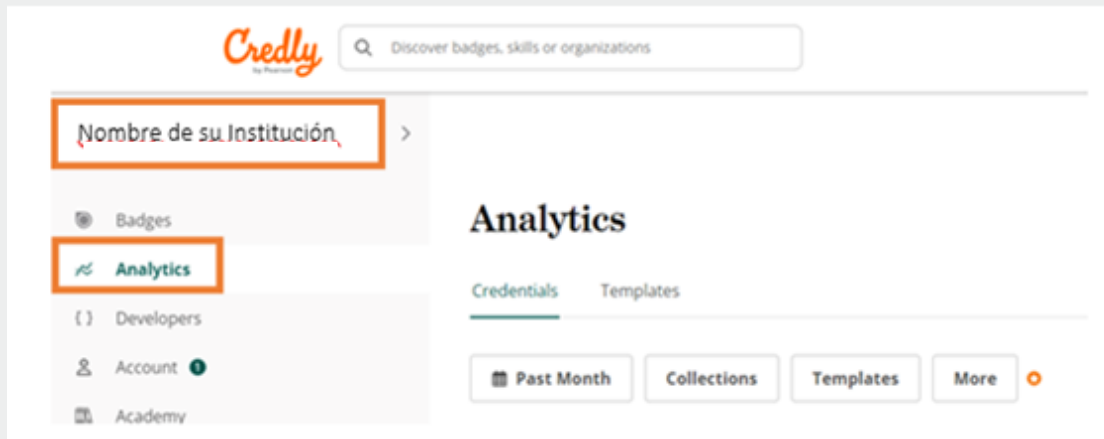 Credly
by Pearson
Discover badges, skills or organizations
Nombre de su Institución
Badges
Analytics
Developers
Account 1
Academy
Analytics
Credentials Templates
Past Month Collections Templates More